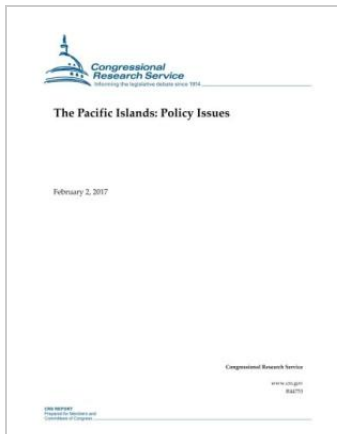 Congressional
Research Service
Informing the legislative debate since 1914
The Pacific Islands: Policy Issues
February 2, 2017
Congressional Research Service
www.crs.gov
R44753
CRS REPORT
Prepared for Members and
Committees of Congress